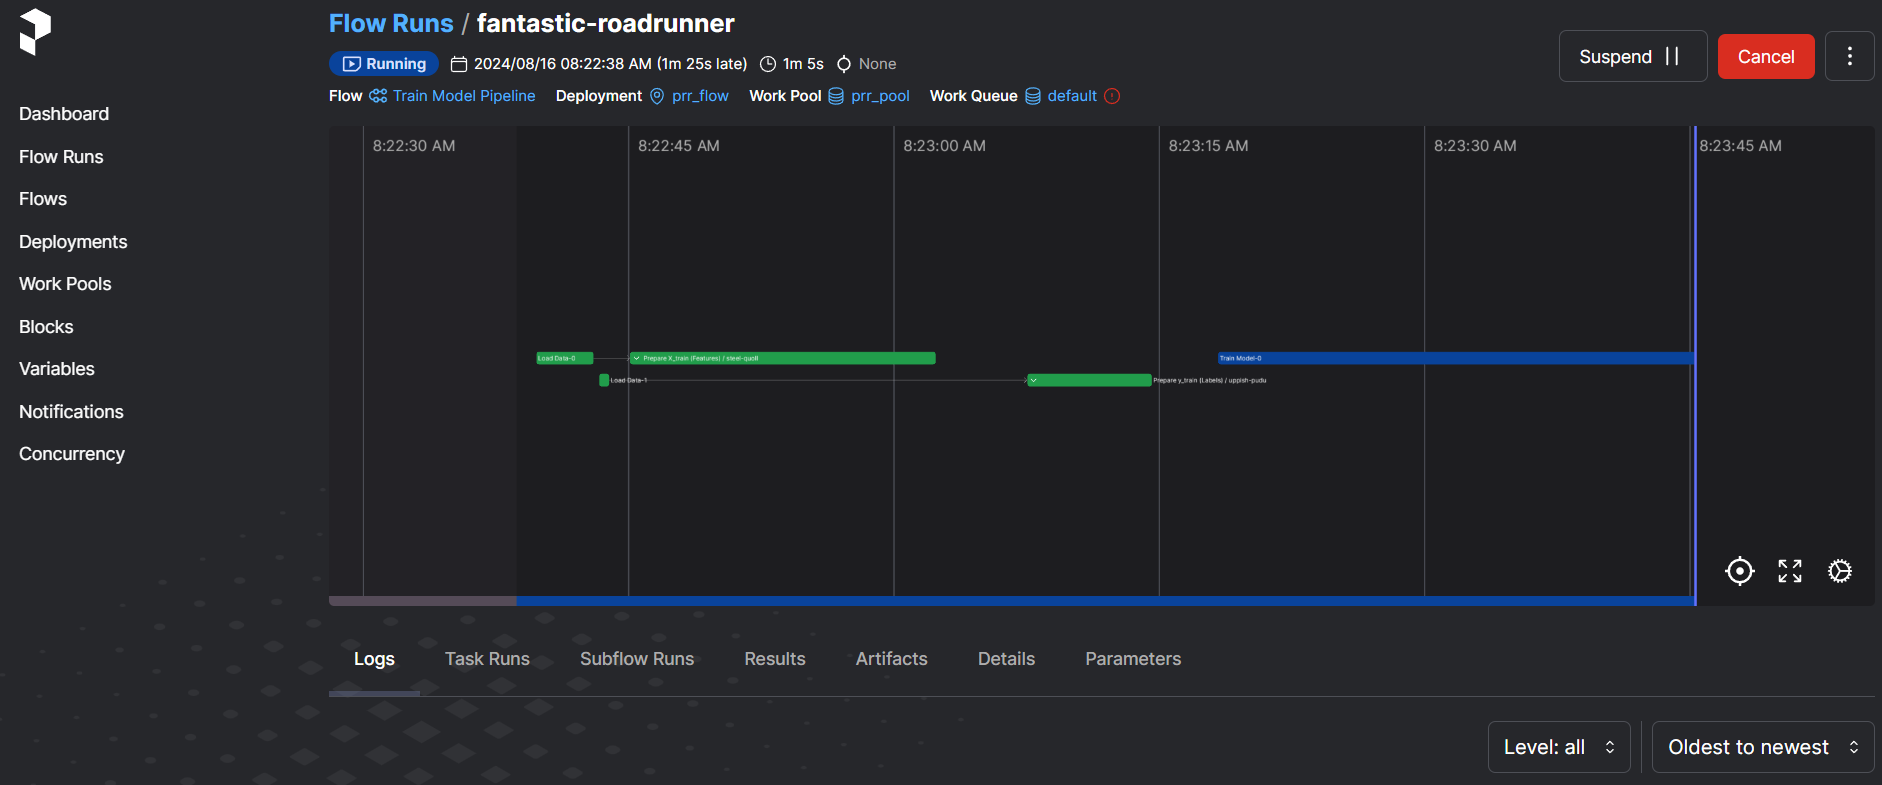 Flow Runs / fantastic-roadrunner
Running 2024/08/16 08:22:38 AM (1m 25s late) 1m 5s None
Suspend Cancel
Flow Train Model Pipeline Deployment prr_flow Work Pool prr_pool Work Queue default
Dashboard
Flow Runs
Flows
Deployments
Work Pools
Blocks
Variables
Notifications
Concurrency
8:22:30 AM 8:22:45 AM 8:23:00 AM 8:23:15 AM 8:23:30 AM 8:23:45 AM
Load Data-0 Prepare X_train (Features) / steel-quoll Train Model-0
Load Data-1 Prepare y_train (Labels) / uppish-pudu
Logs Task Runs Subflow Runs Results Artifacts Details Parameters
Level: all Oldest to newest